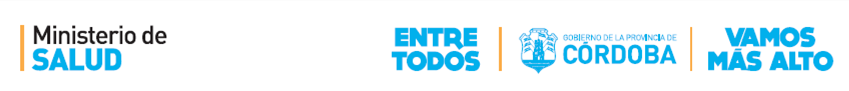 Ministerio de
SALUD
ENTRE
TODOS
GOBIERNO DE LA PROVINCIA DE
CÓRDOBA
VAMOS
MÁS ALTO